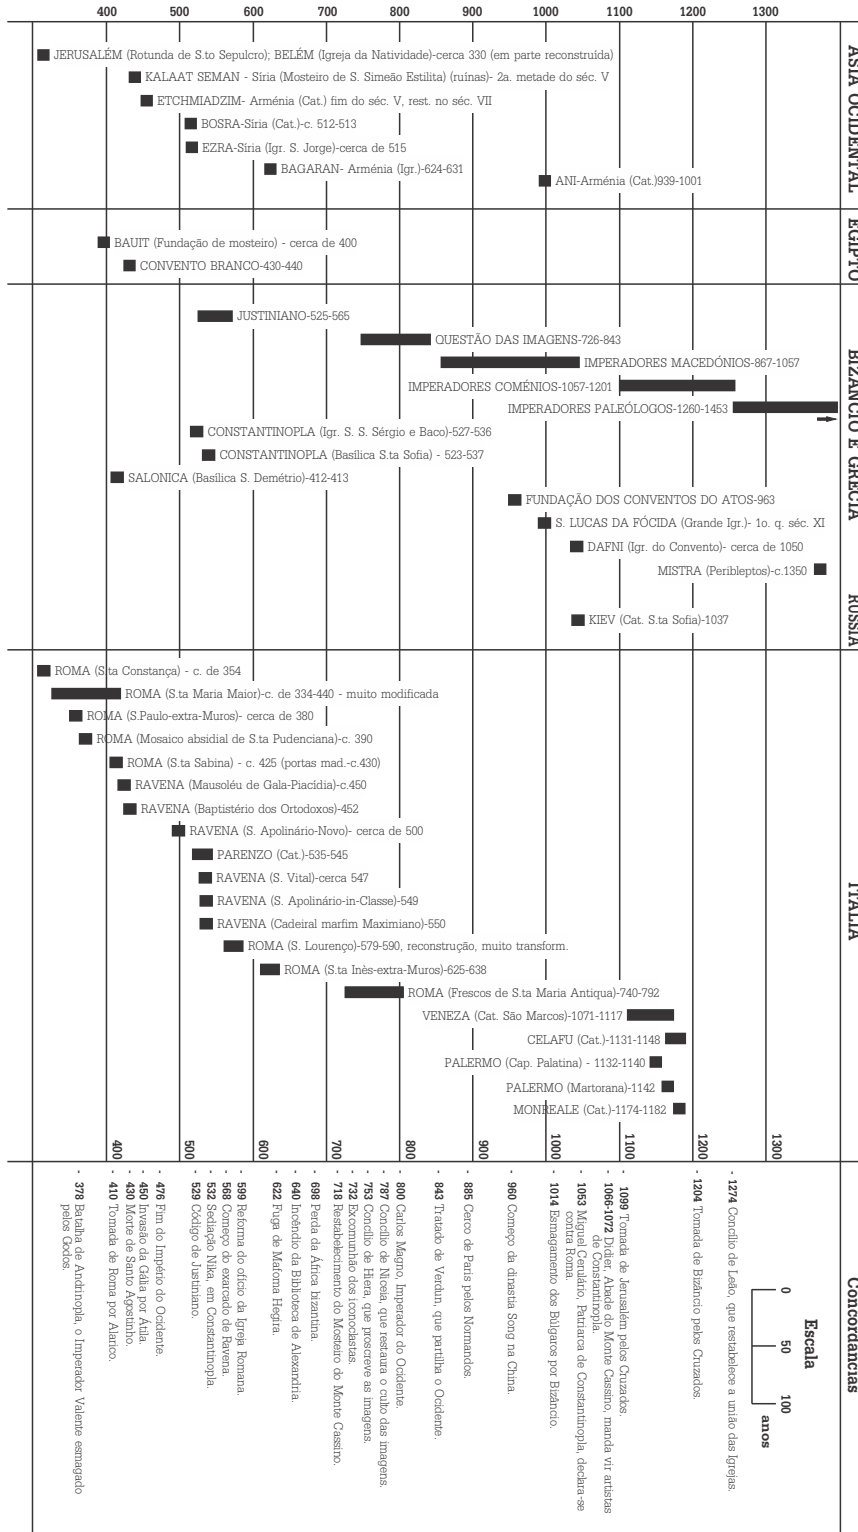 400 500 600 700 800 900 1000 1100 1200 1300
ÁSIA OCIDENTAL
JERUSALÉM (Rotunda de S.to Sepulcro); BELÉM (Igreja da Natividade)-cerca 330 (em parte reconstruída)
KALAAT SEMAN - Síria (Mosteiro de S. Simeão Estilita) (ruínas)- 2a. metade do séc. V
ETCHMIADZIM- Arménia (Cat.) fim do séc. V, rest. no séc. VII
BOSRA-Síria (Cat.)-c. 512-513
EZRA-Síria (Igr. S. Jorge)-cerca de 515
BAGARAN- Arménia (Igr.)-624-631
ANI-Arménia (Cat.)939-1001
EGIPTO
BAUIT (Fundação de mosteiro) - cerca de 400
CONVENTO BRANCO-430-440
BIZÂNCIO E GRÉCIA
JUSTINIANO-525-565
QUESTÃO DAS IMAGENS-726-843
IMPERADORES MACEDÓNIOS-867-1057
IMPERADORES COMÉNIOS-1057-1201
IMPERADORES PALEÓLOGOS-1260-1453
CONSTANTINOPLA (Igr. S. S. Sérgio e Baco)-527-536
CONSTANTINOPLA (Basílica S.ta Sofia) - 523-537
SALONICA (Basílica S. Demétrio)-412-413
FUNDAÇÃO DOS CONVENTOS DO ATOS-963
S. LUCAS DA FÓCIDA (Grande Igr.)- 1o. q. séc. XI
DAFNI (Igr. do Convento)- cerca de 1050
MISTRA (Peribleptos)-c.1350
RÚSSIA
KIEV (Cat. S.ta Sofia)-1037
ITÁLIA
ROMA (S.ta Constança) - c. de 354
ROMA (S.ta Maria Maior)-c. de 334-440 - muito modificada
ROMA (S.Paulo-extra-Muros)- cerca de 380
ROMA (Mosaico absidial de S.ta Pudenciana)-c. 390
ROMA (S.ta Sabina) - c. 425 (portas mad.-c.430)
RAVENA (Mausoléu de Gala-Piacídia)-c.450
RAVENA (Baptistério dos Ortodoxos)-452
RAVENA (S. Apolinário-Novo)- cerca de 500
PARENZO (Cat.)-535-545
RAVENA (S. Vital)-cerca 547
RAVENA (S. Apolinário-in-Classe)-549
RAVENA (Cadeiral marfim Maximiano)-550
ROMA (S. Lourenço)-579-590, reconstrução, muito transform.
ROMA (S.ta Inês-extra-Muros)-625-638
ROMA (Frescos de S.ta Maria Antiqua)-740-792
VENEZA (Cat. São Marcos)-1071-1117
CELAFU (Cat.)-1131-1148
PALERMO (Cap. Palatina) - 1132-1140
PALERMO (Martorana)-1142
MONREALE (Cat.)-1174-1182
400 500 600 700 800 900 1000 1100 1200 1300
Concordâncias
- 1274 Concílio de Leão, que restabelece a união das Igrejas.
- 1204 Tomada de Bizâncio pelos Cruzados.
- 1099 Tomada de Jerusalém pelos Cruzados.
- 1066-1072 Didier, Abade do Monte Cassino, manda vir artistas
de Constantinopla.
- 1053 Miguel Cerulário, Patriarca de Constantinopla, declara-se
contra Roma.
- 1014 Esmagamento dos Búlgaros por Bizâncio.
- 960 Começo da dinastia Song na China.
- 885 Cerco de Paris pelos Normandos.
- 843 Tratado de Verdun, que partilha o Ocidente.
- 800 Carlos Magno, Imperador do Ocidente.
- 787 Concílio de Niceia, que restaura o culto das imagens.
- 753 Concílio de Hiera, que proscreve as imagens.
- 732 Excomunhão dos iconoclastas.
- 718 Restabelecimento do Mosteiro do Monte Cassino.
- 698 Perda da África bizantina.
- 640 Incêndio da Biblioteca de Alexandria.
- 622 Fuga de Mafoma Hegira.
- 599 Reforma do ofício da Igreja Romana.
- 568 Começo do exarcado de Ravena.
- 532 Sediação Nika, em Constantinopla.
- 529 Código de Justiniano.
- 476 Fim do Império do Ocidente.
- 450 Invasão da Gália por Átila.
- 430 Morte de Santo Agostinho.
- 410 Tomada de Roma por Alarico.
- 378 Batalha de Andrinopla, o Imperador Valente esmagado
pelos Godos.
Escala
0 50 100
anos